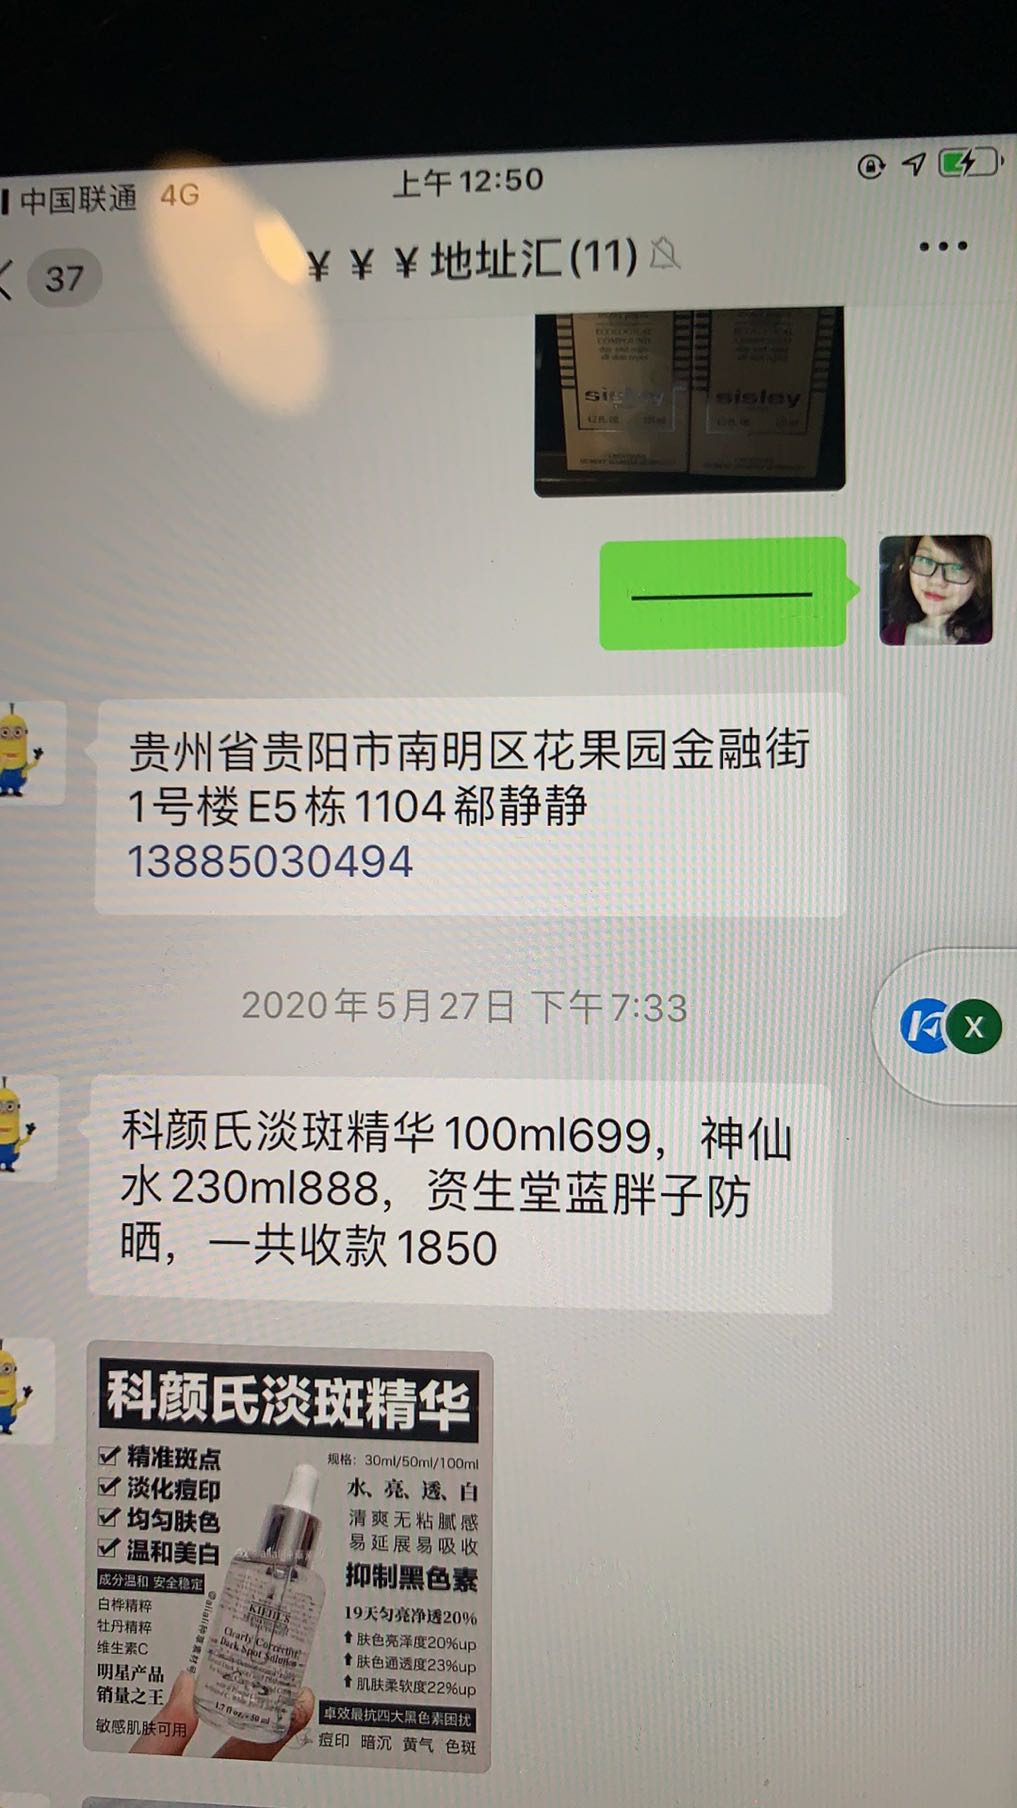 中国联通 4G
上午12:50
37
¥ ¥ ¥地址汇(11)
sisley
sisley
贵州省贵阳市南明区花果园金融街
1号楼E5栋1104郗静静
13885030494
2020年5月27日 下午7:33
X
科颜氏淡斑精华100ml699，神仙
水230ml888，资生堂蓝胖子防
晒，一共收款1850
科颜氏淡斑精华
精准斑点
淡化痘印
均匀肤色
温和美白
成分温和 安全稳定
白桦精粹
牡丹精粹
维生素C
明星产品
销量之王
敏感肌肤可用
规格：30ml/50ml/100ml
水、亮、透、白
清爽无粘腻感
易延展易吸收
抑制黑色素
19天匀亮净透20%
肤色亮泽度20%up
肤色通透度23%up
肌肤柔软度22%up
卓效最抗四大黑色素困扰
痘印 暗沉 黄气 色斑
KIEHL'S
Clearly Corrective
Dark Spot Solution
1.7 fl. oz. - 50 ml